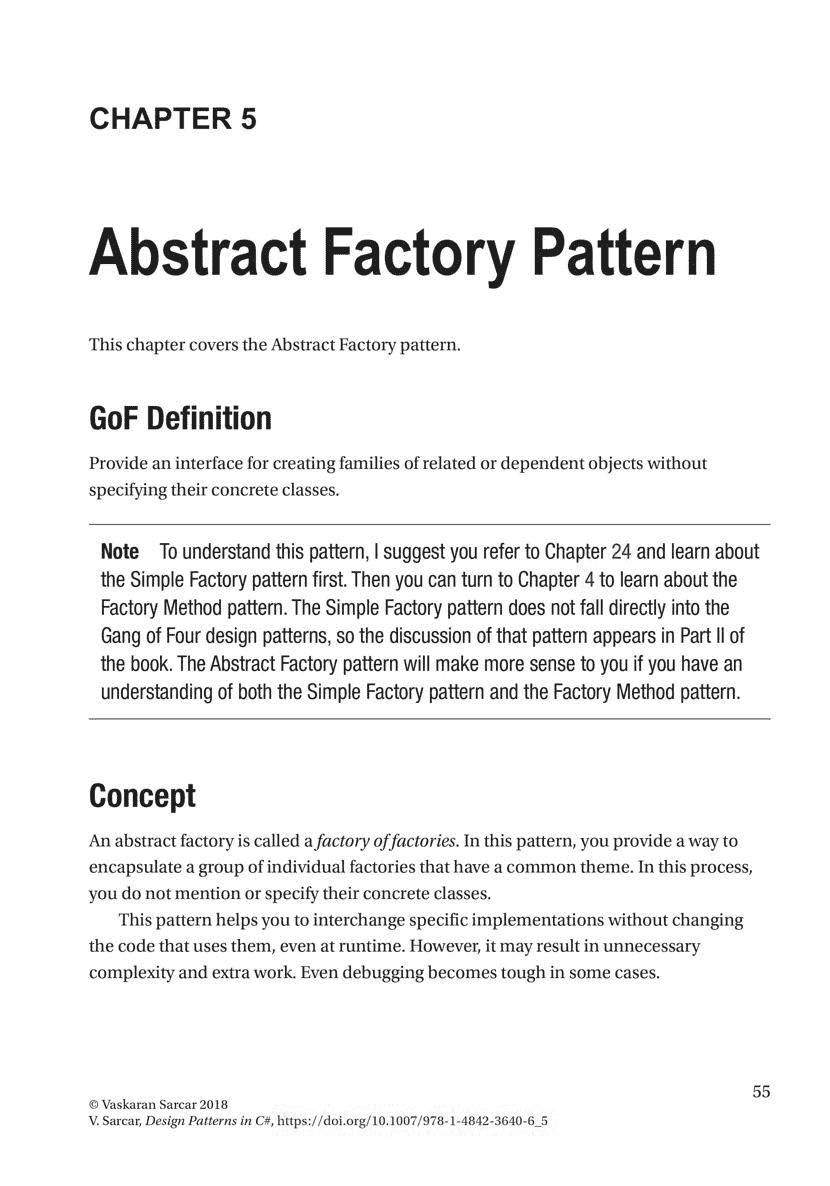 CHAPTER 5
Abstract Factory Pattern
This chapter covers the Abstract Factory pattern.
GoF Definition
Provide an interface for creating families of related or dependent objects without
specifying their concrete classes.
Note To understand this pattern, I suggest you refer to Chapter 24 and learn about
the Simple Factory pattern first. Then you can turn to Chapter 4 to learn about the
Factory Method pattern. The Simple Factory pattern does not fall directly into the
Gang of Four design patterns, so the discussion of that pattern appears in Part II of
the book. The Abstract Factory pattern will make more sense to you if you have an
understanding of both the Simple Factory pattern and the Factory Method pattern.
Concept
An abstract factory is called a factory of factories. In this pattern, you provide a way to
encapsulate a group of individual factories that have a common theme. In this process,
you do not mention or specify their concrete classes.
This pattern helps you to interchange specific implementations without changing
the code that uses them, even at runtime. However, it may result in unnecessary
complexity and extra work. Even debugging becomes tough in some cases.
55
© Vaskaran Sarcar 2018
V. Sarcar, Design Patterns in C#, https://doi.org/10.1007/978-1-4842-3640-6_5